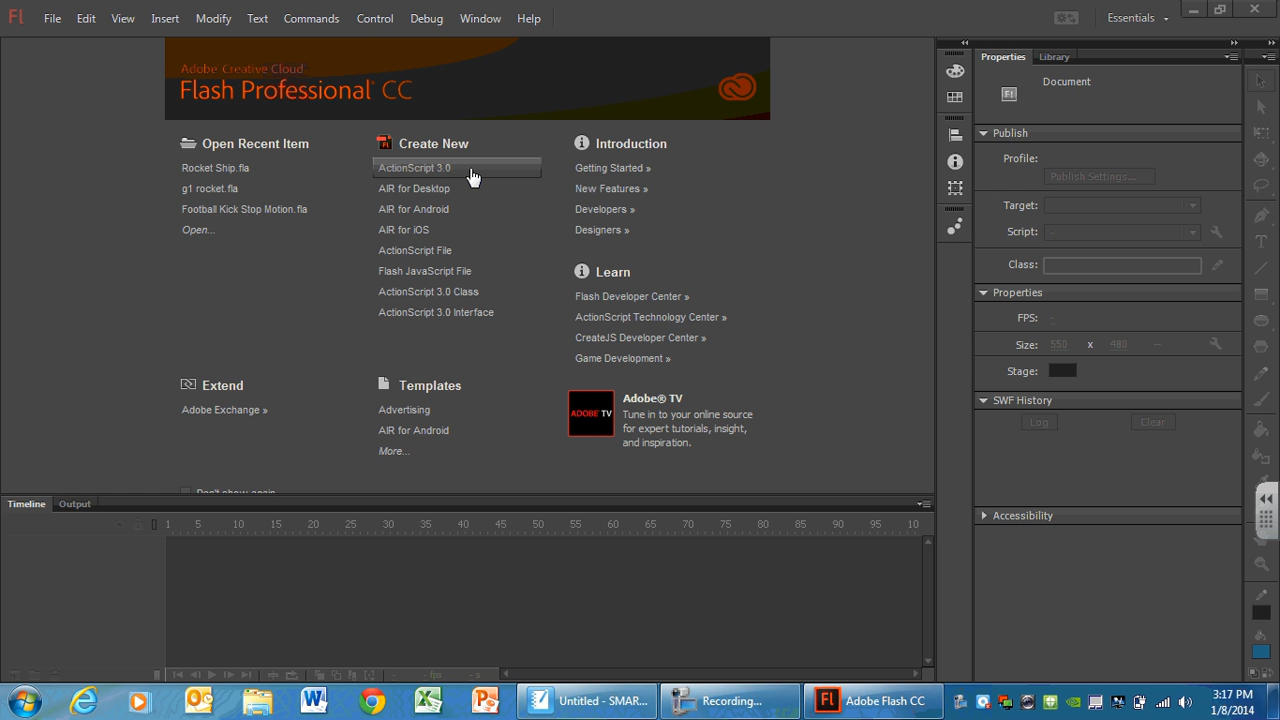 Fl File Edit View Insert Modify Text Commands Control Debug Window Help Essentials
Adobe Creative Cloud
Flash Professional® CC
Open Recent Item
Rocket Ship.fla
g1 rocket.fla
Football Kick Stop Motion.fla
Open...
Create New
ActionScript 3.0
AIR for Desktop
AIR for Android
AIR for iOS
ActionScript File
Flash JavaScript File
ActionScript 3.0 Class
ActionScript 3.0 Interface
Introduction
Getting Started »
New Features »
Developers »
Designers »
Learn
Flash Developer Center »
ActionScript Technology Center »
CreateJS Developer Center »
Game Development »
Extend
Adobe Exchange »
Templates
Advertising
AIR for Android
More...
ADOBE TV
Adobe® TV
Tune in to your online source
for expert tutorials, insight,
and inspiration.
Don't show again
Properties Library
Document
Fl
Publish
Profile:
Publish Settings...
Target:
Script:
Class:
Properties
FPS:
Size: 550 x 480
Stage:
SWF History
Log Clear
Accessibility
Timeline Output
1 5 10 15 20 25 30 35 40 45 50 55 60 65 70 75 80 85 90 95 10
fps s
Untitled - SMAR...
Recording...
Fl Adobe Flash CC
3:17 PM
1/8/2014